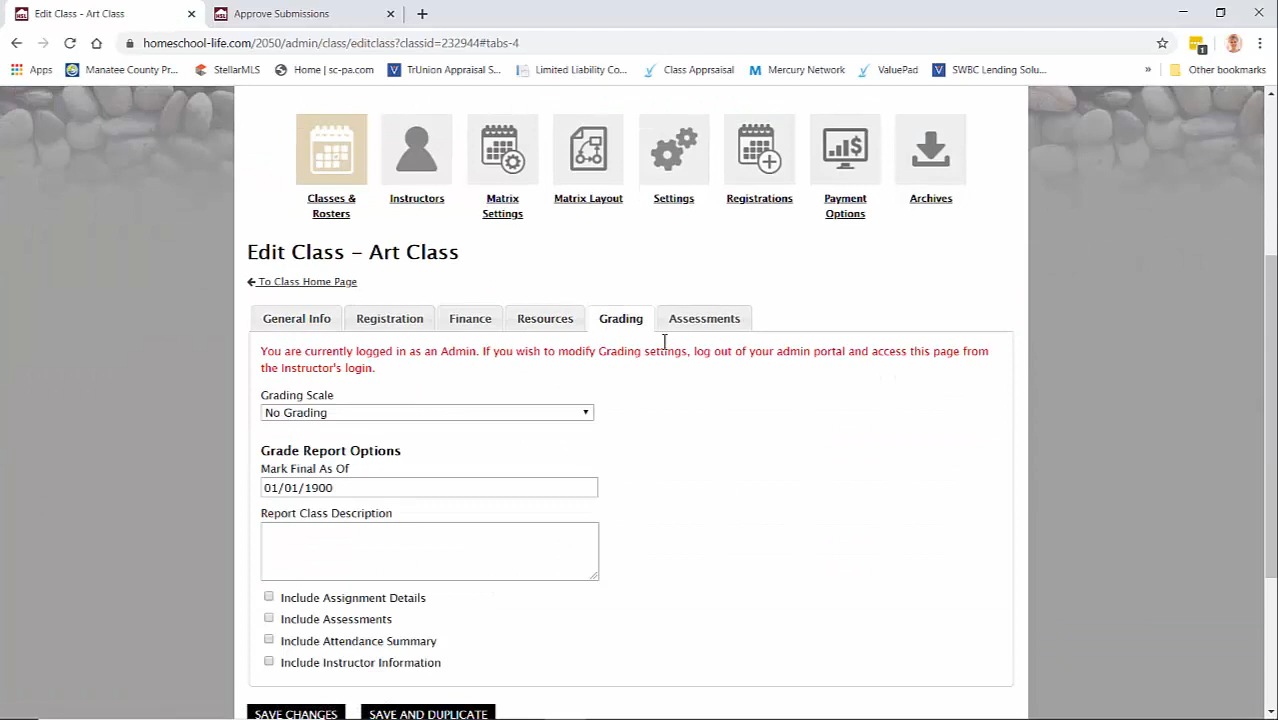 Edit Class - Art Class
Approve Submissions
homeschool-life.com/2050/admin/class/editclass?classid=232944#tabs-4
1
Apps
Manatee County Pr...
StellarMLS
Home | sc-pa.com
TrUnion Appraisal S...
Limited Liability Co...
Class Apprsaisal
Mercury Network
ValuePad
SWBC Lending Solu...
»
Other bookmarks
Classes & Rosters
Instructors
Matrix Settings
Matrix Layout
Settings
Registrations
Payment Options
Archives
Edit Class – Art Class
To Class Home Page
General Info
Registration
Finance
Resources
Grading
Assessments
You are currently logged in as an Admin. If you wish to modify Grading settings, log out of your admin portal and access this page from
the Instructor's login.
Grading Scale
No Grading
Grade Report Options
Mark Final As Of
01/01/1900
Report Class Description
Include Assignment Details
Include Assessments
Include Attendance Summary
Include Instructor Information
SAVE CHANGES
SAVE AND DUPLICATE